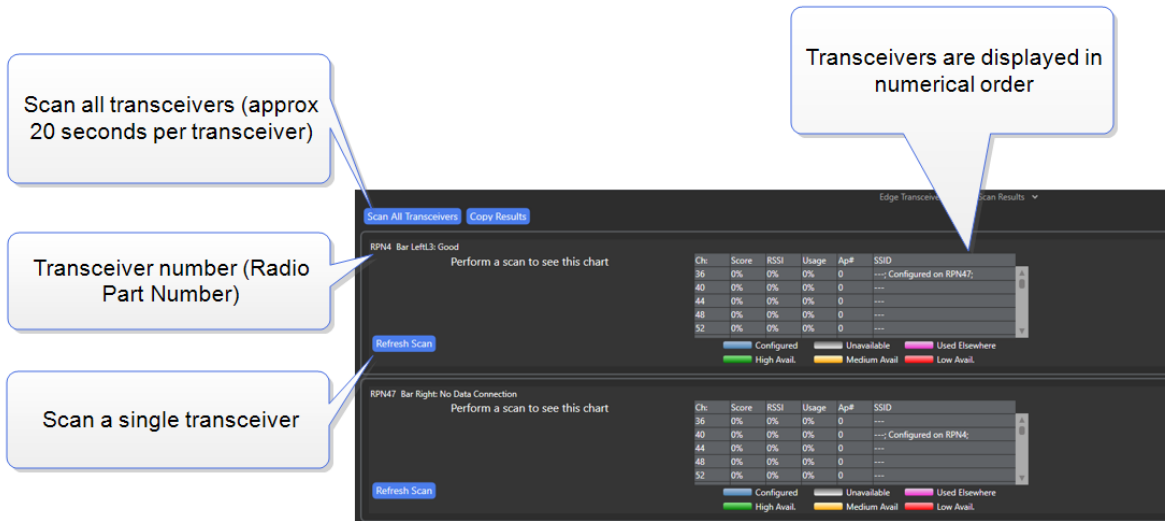 Scan all transceivers (approx
20 seconds per transceiver)
Transceivers are displayed in
numerical order
Edge Transceive
Scan Results
Scan All Transceivers
Copy Results
Transceiver number (Radio
Part Number)
RPN4 Bar LeftL3: Good
Perform a scan to see this chart
Ch: Score RSSI Usage Ap# SSID
36 0% 0% 0% 0 ---; Configured on RPN47;
40 0% 0% 0% 0 ---
44 0% 0% 0% 0 ---
48 0% 0% 0% 0 ---
52 0% 0% 0% 0 ---
Refresh Scan
Configured Unavailable Used Elsewhere
High Avail. Medium Avail Low Avail.
Scan a single transceiver
RPN47 Bar Right: No Data Connection
Perform a scan to see this chart
Ch: Score RSSI Usage Ap# SSID
36 0% 0% 0% 0 ---
40 0% 0% 0% 0 ---; Configured on RPN4;
44 0% 0% 0% 0 ---
48 0% 0% 0% 0 ---
52 0% 0% 0% 0 ---
Refresh Scan
Configured Unavailable Used Elsewhere
High Avail. Medium Avail Low Avail.